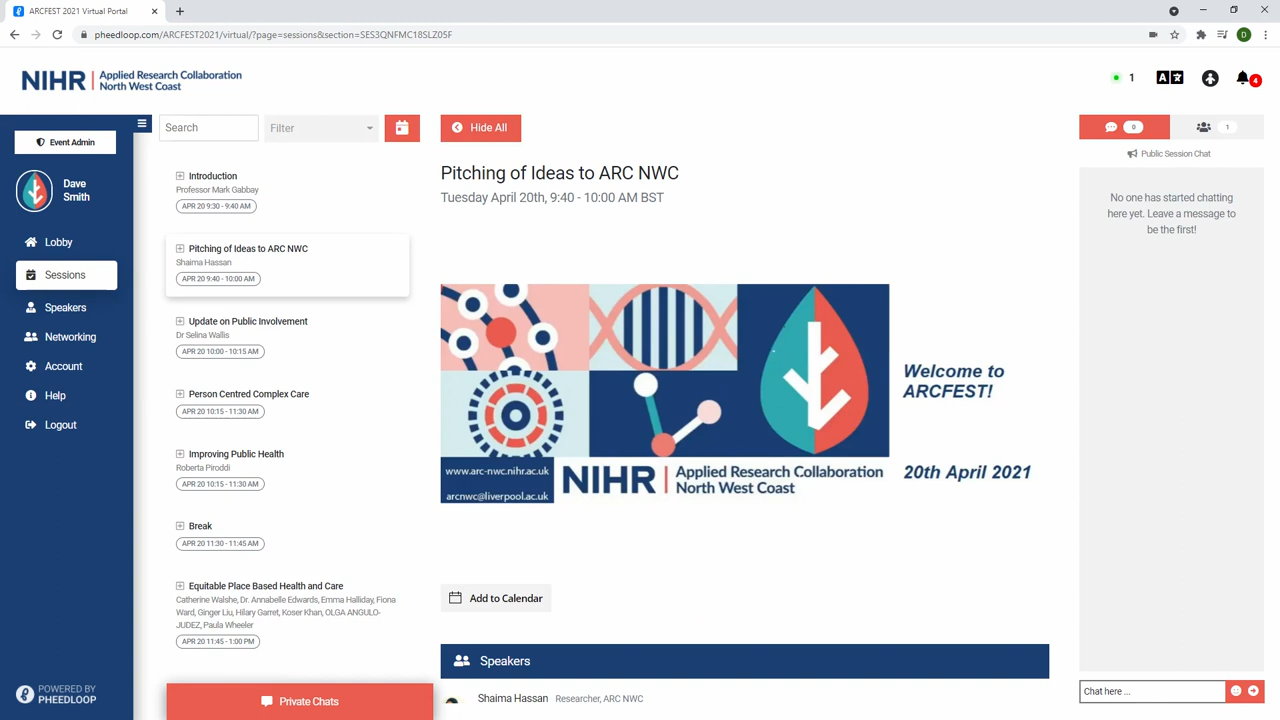 ARCFEST 2021 Virtual Portal
pheedloop.com/ARCFEST2021/virtual/?page=sessions&section=SES3QNFMC18SLZ05F
D
NIHR | Applied Research Collaboration
North West Coast
1
A
4
Event Admin
Dave
Smith
Lobby
Sessions
Speakers
Networking
Account
Help
Logout
POWERED BY
PHEEDLOOP
Search
Filter
Introduction
Professor Mark Gabbay
APR 20 9:30 - 9:40 AM
Pitching of Ideas to ARC NWC
Shaima Hassan
APR 20 9:40 - 10:00 AM
Update on Public Involvement
Dr Selina Wallis
APR 20 10:00 - 10:15 AM
Person Centred Complex Care
APR 20 10:15 - 11:30 AM
Improving Public Health
Roberta Piroddi
APR 20 10:15 - 11:30 AM
Break
APR 20 11:30 - 11:45 AM
Equitable Place Based Health and Care
Catherine Walshe, Dr. Annabelle Edwards, Emma Halliday, Fiona
Ward, Ginger Liu, Hilary Garret, Koser Khan, OLGA ANGULO-
JUDEZ, Paula Wheeler
APR 20 11:45 - 1:00 PM
Private Chats
Hide All
Pitching of Ideas to ARC NWC
Tuesday April 20th, 9:40 - 10:00 AM BST
Welcome to
ARCFEST!
www.arc-nwc.nihr.ac.uk
arcnwc@liverpool.ac.uk
NIHR | Applied Research Collaboration
North West Coast
20th April 2021
Add to Calendar
Speakers
Shaima Hassan Researcher, ARC NWC
0
1
Public Session Chat
No one has started chatting
here yet. Leave a message to
be the first!
Chat here ...